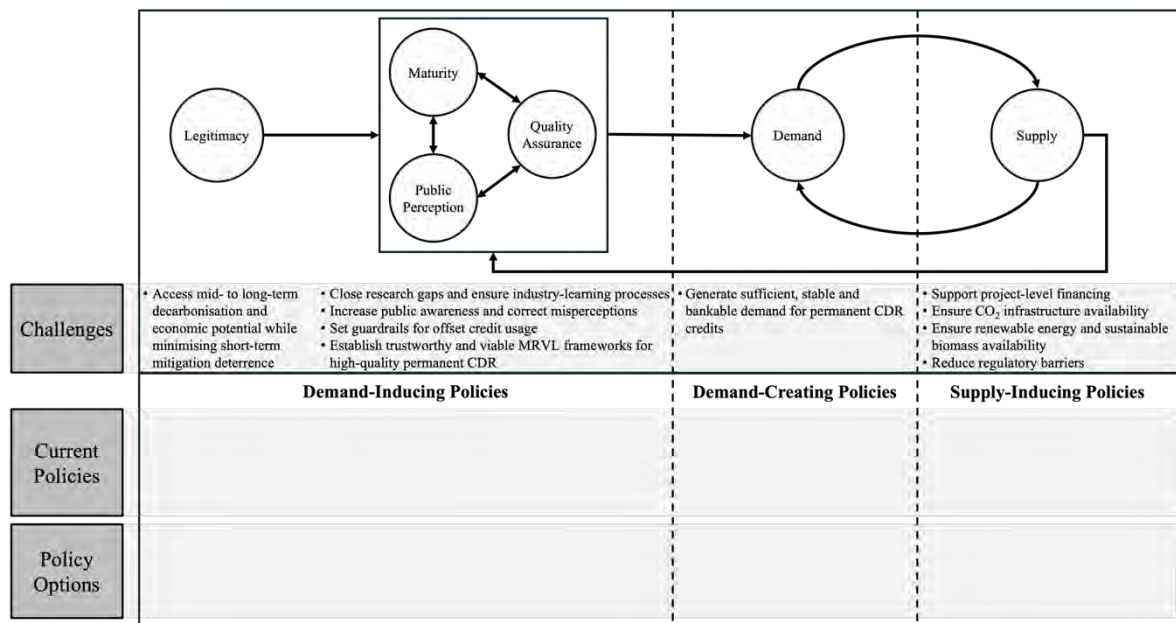 Maturity
Legitimacy
Quality
Assurance
Public
Perception
Demand
Supply
Challenges
• Access mid- to long-term
decarbonisation and
economic potential while
minimising short-term
mitigation deterrence
• Close research gaps and ensure industry-learning processes
• Increase public awareness and correct misperceptions
• Set guardrails for offset credit usage
• Establish trustworthy and viable MRVL frameworks for
high-quality permanent CDR
• Generate sufficient, stable and
bankable demand for permanent CDR
credits
• Support project-level financing
• Ensure CO₂ infrastructure availability
• Ensure renewable energy and sustainable
biomass availability
• Reduce regulatory barriers
Demand-Inducing Policies
Demand-Creating Policies
Supply-Inducing Policies
Current
Policies
Policy
Options